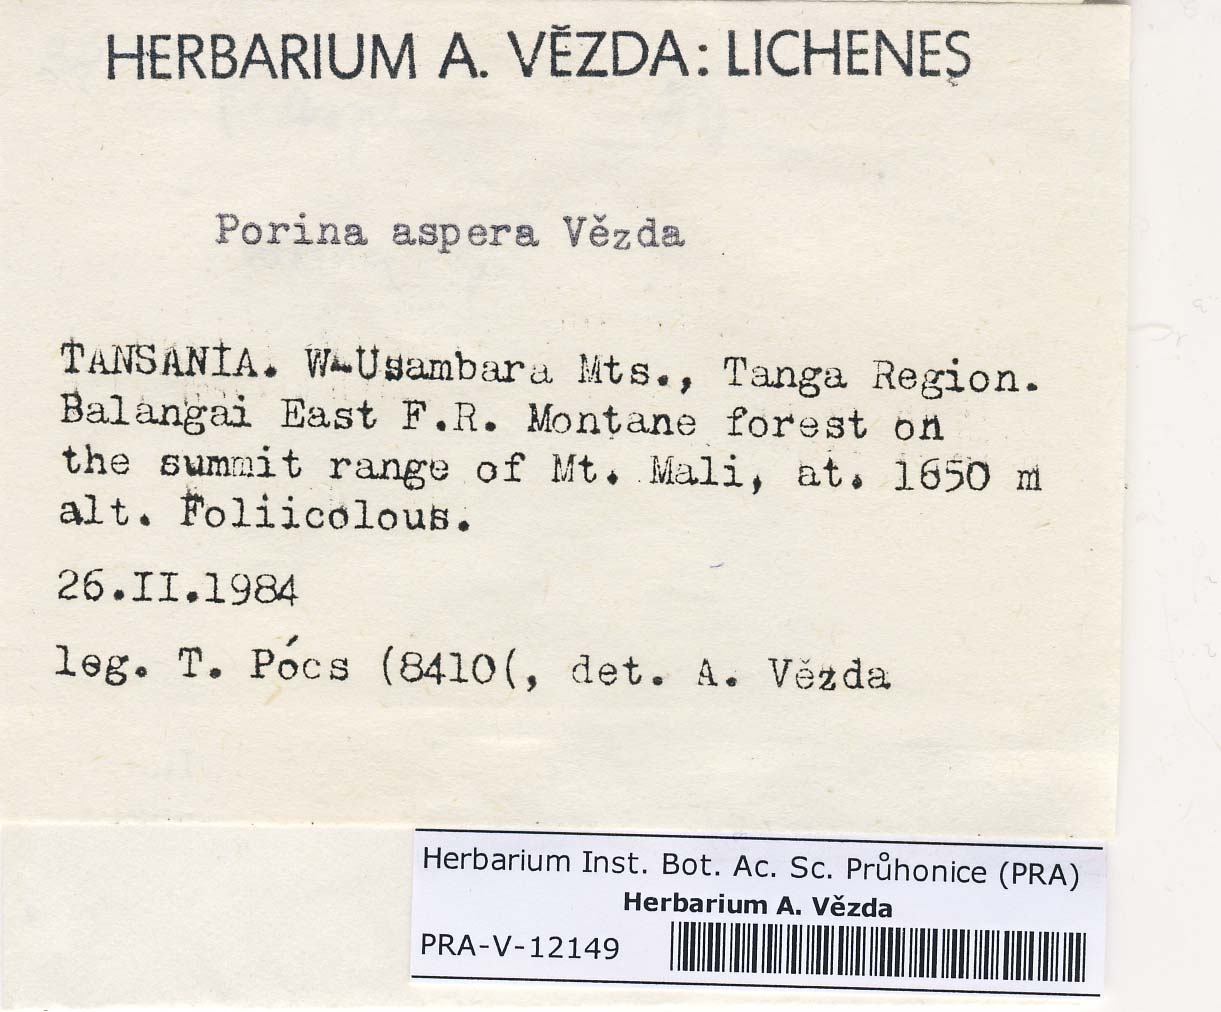 HERBARIUM A. VĚZDA: LICHENES
Porina aspera Vězda
TANSANIA. W-Usambara Mts., Tanga Region.
Balangai East F.R. Montane forest on
the summit range of Mt. Mali, at. 1650 m
alt. Foliicolous.
26.II.1984
leg. T. Pócs (8410(, det. A. Vězda
Herbarium Inst. Bot. Ac. Sc. Průhonice (PRA)
Herbarium A. Vězda
PRA-V-12149